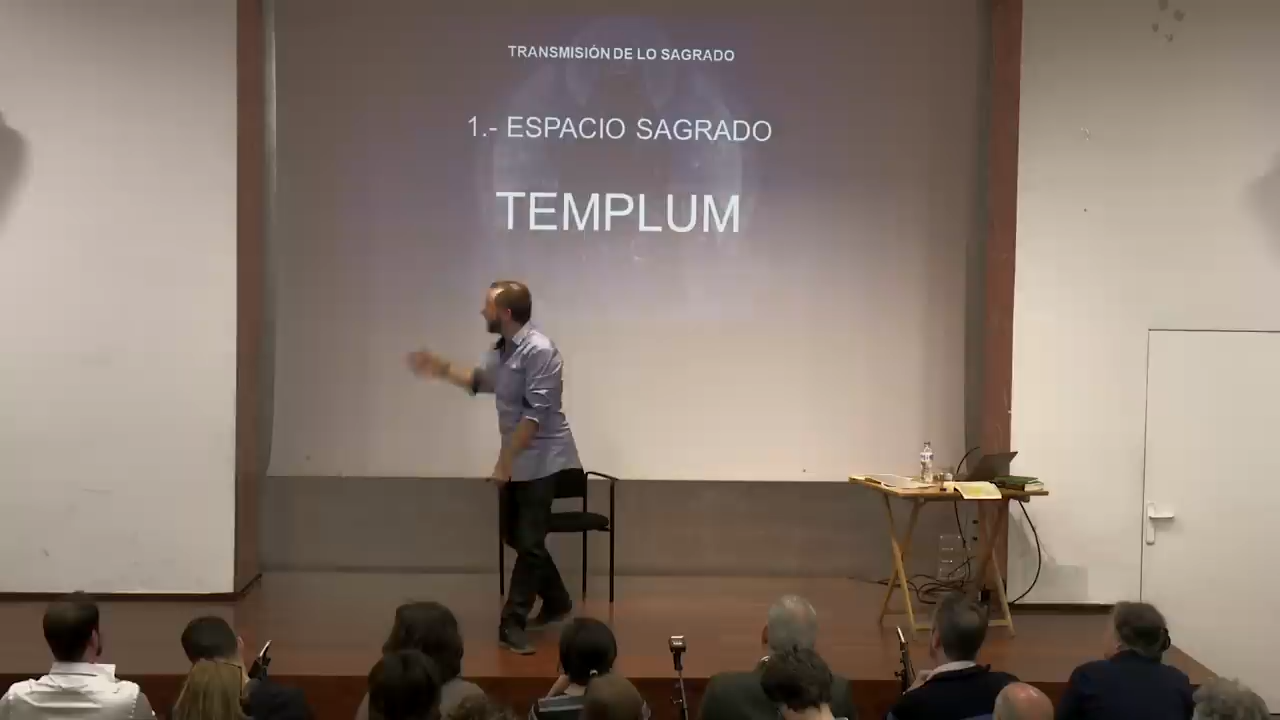 TRANSMISIÓN DE LO SAGRADO
1.- ESPACIO SAGRADO
TEMPLUM